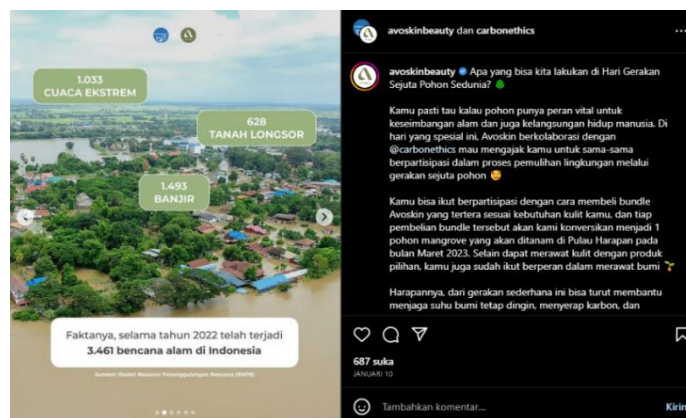 1.033
CUACA EKSTREM
628
TANAH LONGSOR
1.493
BANJIR
Faktanya, selama tahun 2022 telah terjadi
3.461 bencana alam di Indonesia
Sumber: Badan Nasional Penanggulangan Bencana (BNPB)
avoskinbeauty dan carbonethics
avoskinbeauty Apa yang bisa kita lakukan di Hari Gerakan
Sejuta Pohon Sedunia? 🌲
Kamu pasti tau kalau pohon punya peran vital untuk
keseimbangan alam dan juga kelangsungan hidup manusia. Di
hari yang spesial ini, Avoskin berkolaborasi dengan
@carbonethics mau mengajak kamu untuk sama-sama
berpartisipasi dalam proses pemulihan lingkungan melalui
gerakan sejuta pohon 🤩
Kamu bisa ikut berpartisipasi dengan cara membeli bundle
Avoskin yang tertera sesuai kebutuhan kulit kamu, dan tiap
pembelian bundle tersebut akan kami konversikan menjadi 1
pohon mangrove yang akan ditanam di Pulau Harapan pada
bulan Maret 2023. Selain dapat merawat kulit dengan produk
pilihan, kamu juga sudah ikut berperan dalam merawat bumi 🌱
Harapannya, dari gerakan sederhana ini bisa turut membantu
menjaga suhu bumi tetap dingin, menyerap karbon, dan
687 suka
JANUARI 10
Tambahkan komentar...
Kirim